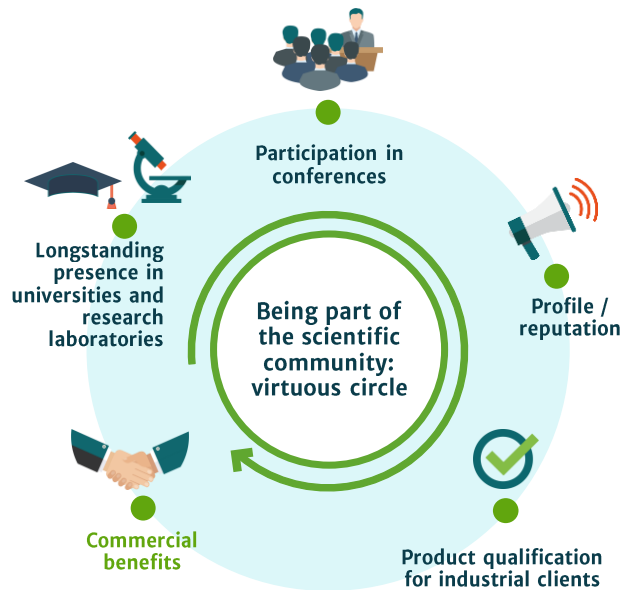 Participation in
conferences
Longstanding
presence in
universities and
research
laboratories
Profile /
reputation
Being part of
the scientific
community:
virtuous circle
Commercial
benefits
Product qualification
for industrial clients